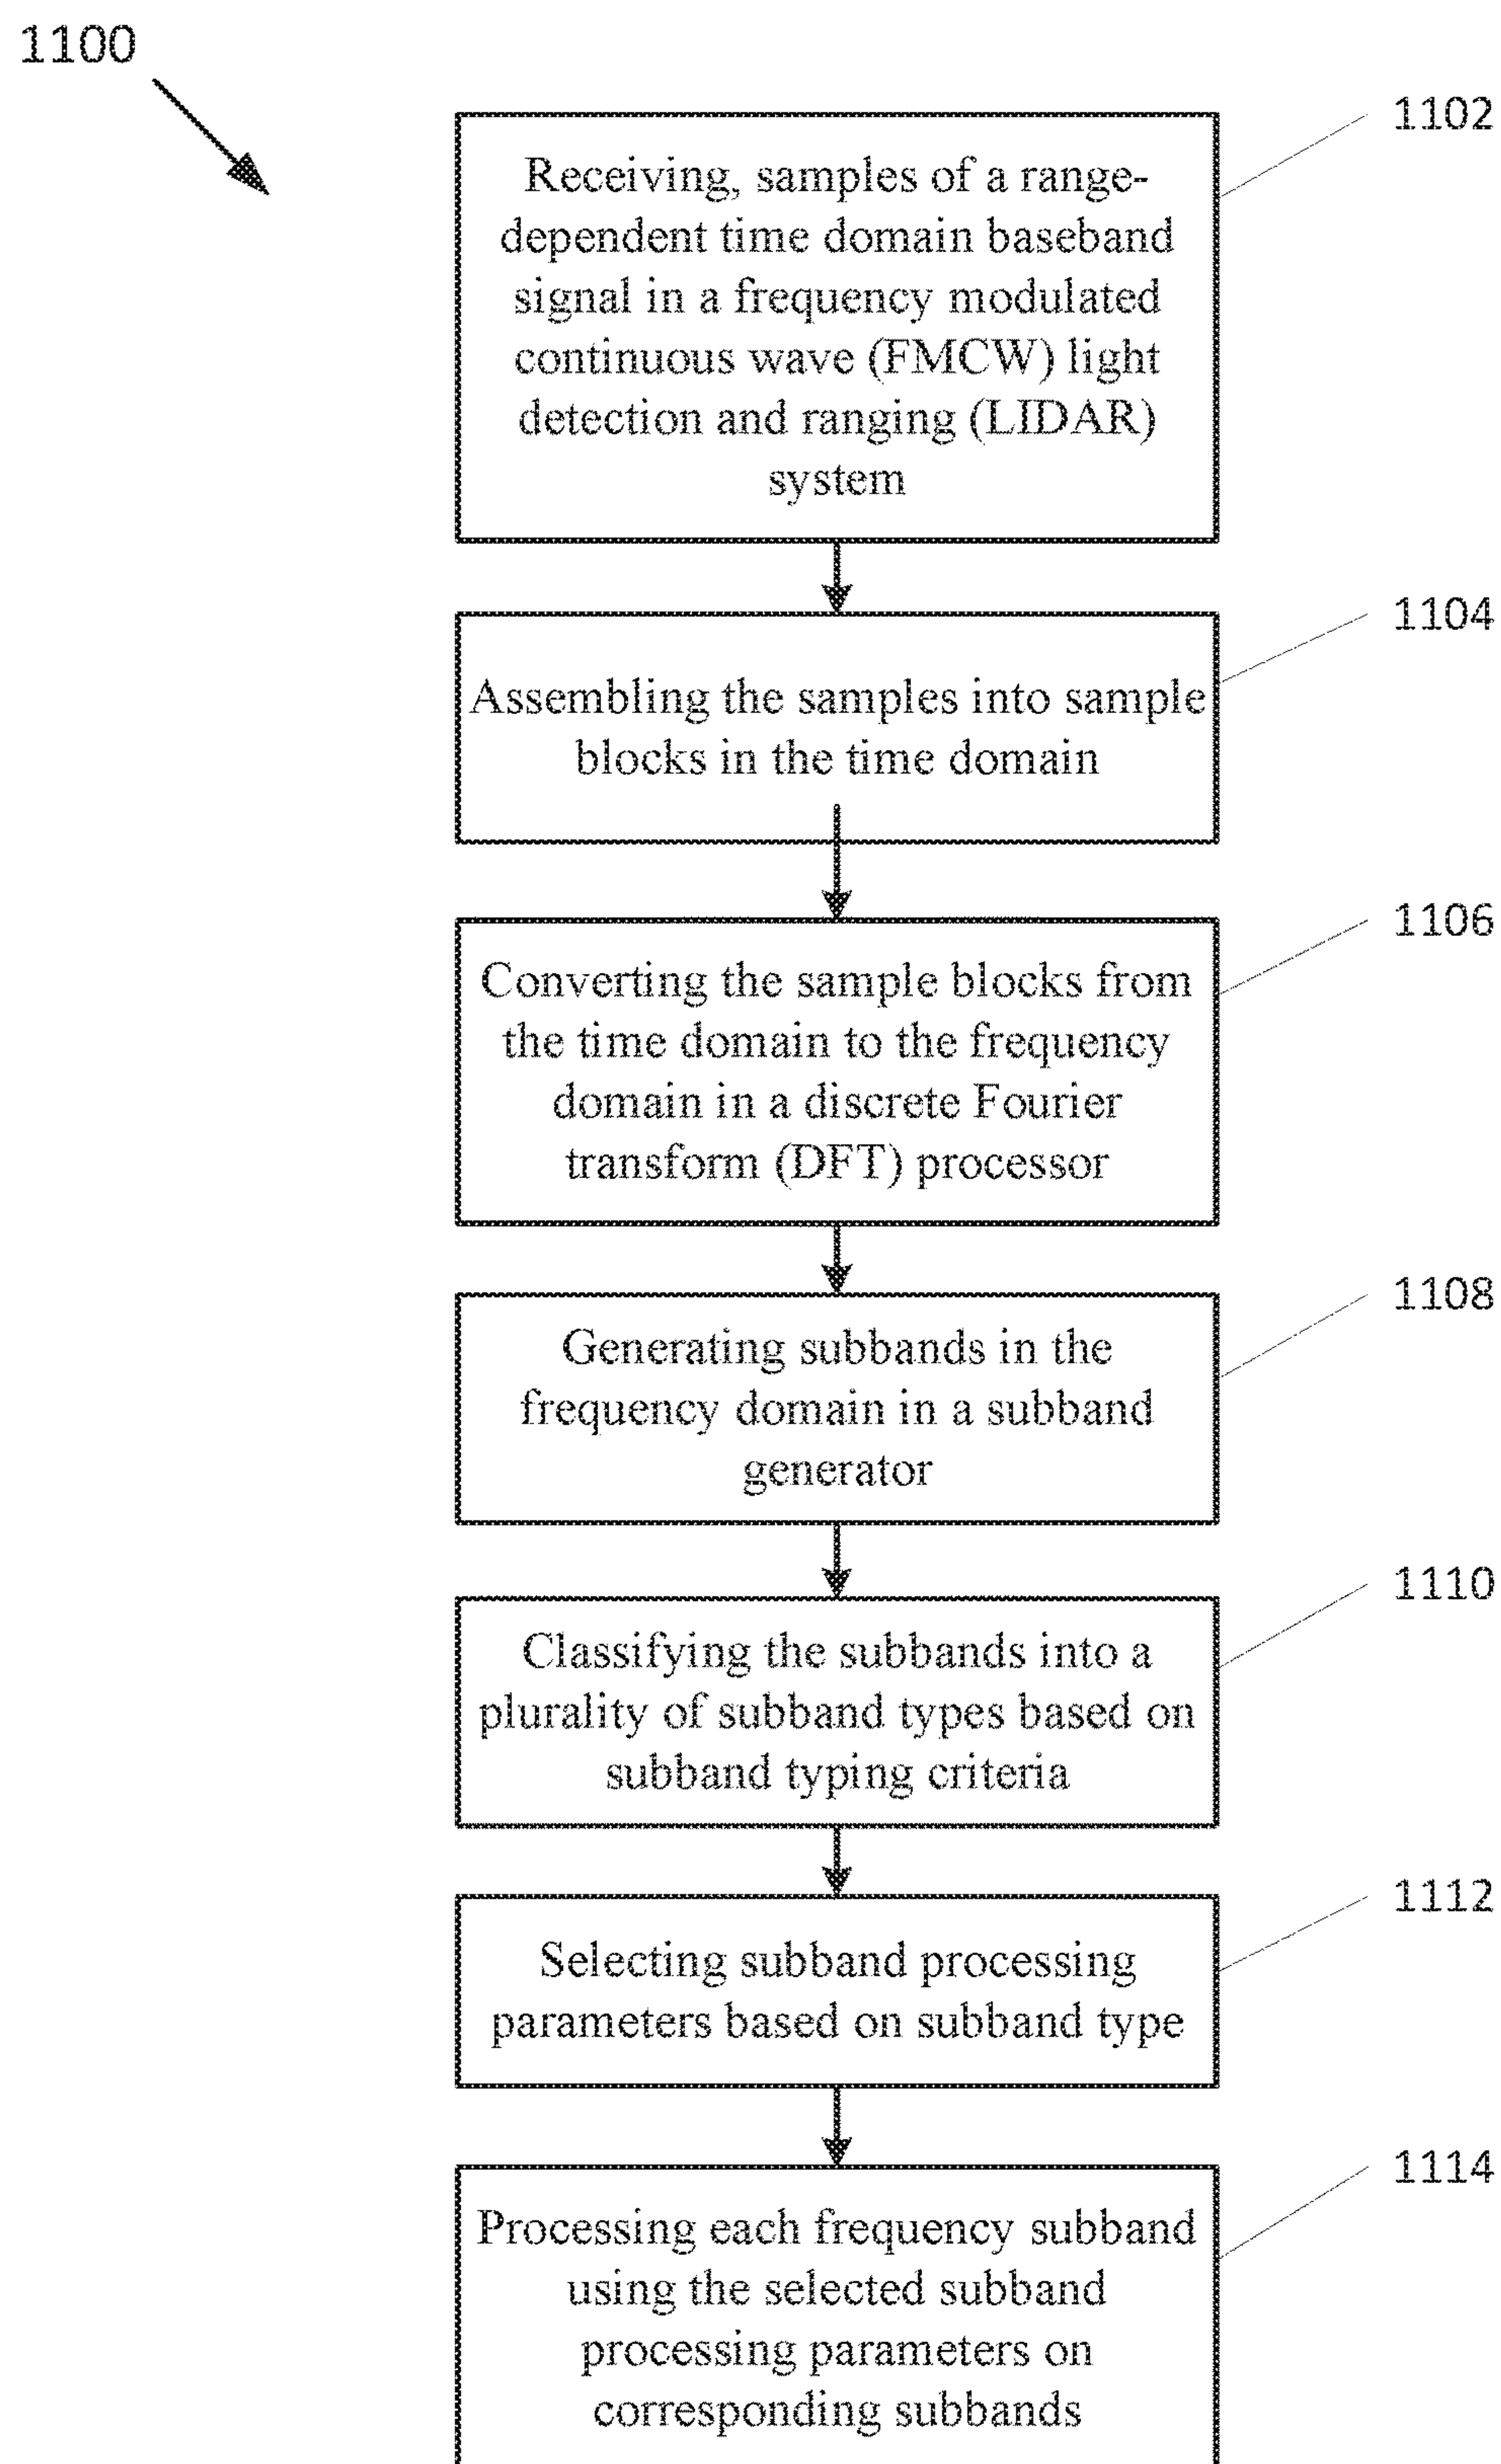 1100
1102
Receiving, samples of a range-
dependent time domain baseband
signal in a frequency modulated
continuous wave (FMCW) light
detection and ranging (LIDAR)
system
1104
Assembling the samples into sample
blocks in the time domain
1106
Converting the sample blocks from
the time domain to the frequency
domain in a discrete Fourier
transform (DFT) processor
1108
Generating subbands in the
frequency domain in a subband
generator
1110
Classifying the subbands into a
plurality of subband types based on
subband typing criteria
1112
Selecting subband processing
parameters based on subband type
1114
Processing each frequency subband
using the selected subband
processing parameters on
corresponding subbands